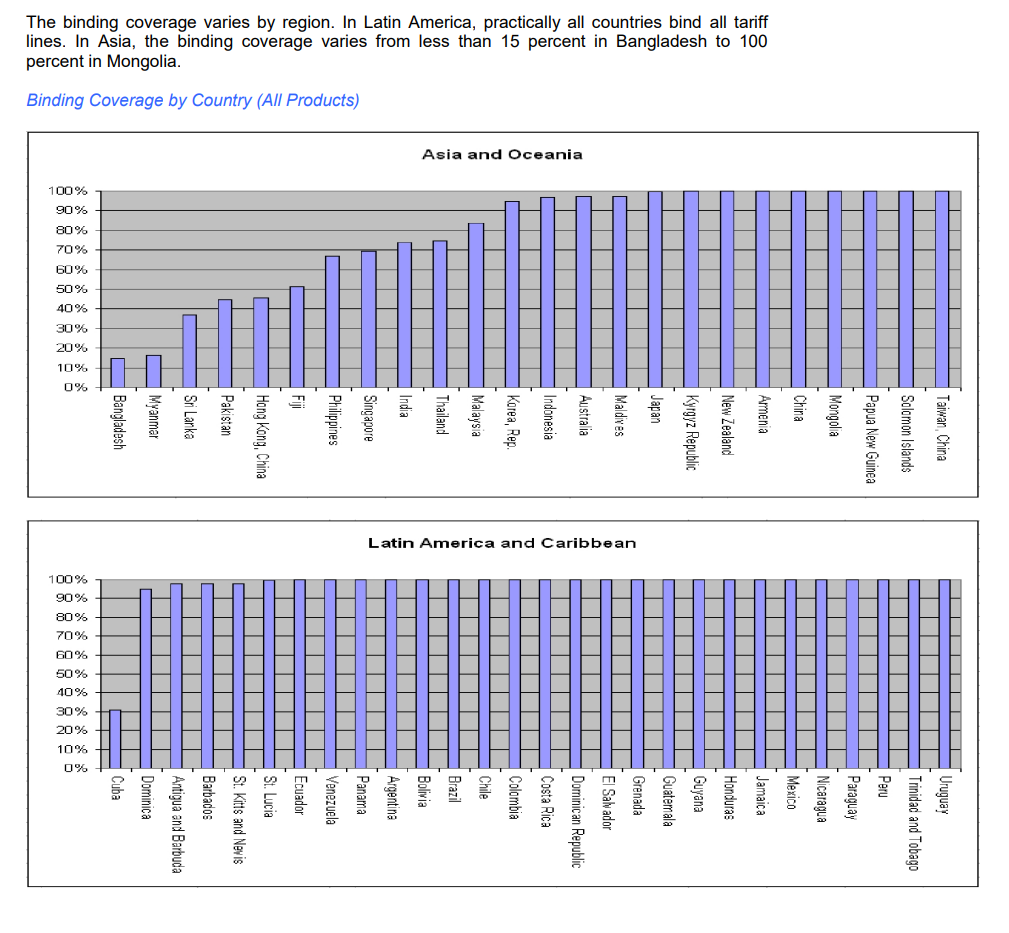 The binding coverage varies by region. In Latin America, practically all countries bind all tariff
lines. In Asia, the binding coverage varies from less than 15 percent in Bangladesh to 100
percent in Mongolia.
Binding Coverage by Country (All Products)
Asia and Oceania
100%
90%
80%
70%
60%
50%
40%
30%
20%
10%
0%
Bangladesh
Myanmar
Sri Lanka
Pakistan
Hong Kong, China
Fiji
Philippines
Singapore
India
Thailand
Malaysia
Korea, Rep.
Indonesia
Australia
Maldives
Japan
Kyrgyz Republic
New Zealand
Armenia
China
Mongolia
Papua New Guinea
Solomon Islands
Taiwan, China
Latin America and Caribbean
100%
90%
80%
70%
60%
50%
40%
30%
20%
10%
0%
Cuba
Dominica
Antigua and Barbuda
Barbados
St. Kitts and Nevis
St. Lucia
Ecuador
Venezuela
Panama
Argentina
Bolivia
Brazil
Chile
Colombia
Costa Rica
Dominican Republic
El Salvador
Grenada
Guatemala
Guyana
Honduras
Jamaica
Mexico
Nicaragua
Paraguay
Peru
Trinidad and Tobago
Uruguay